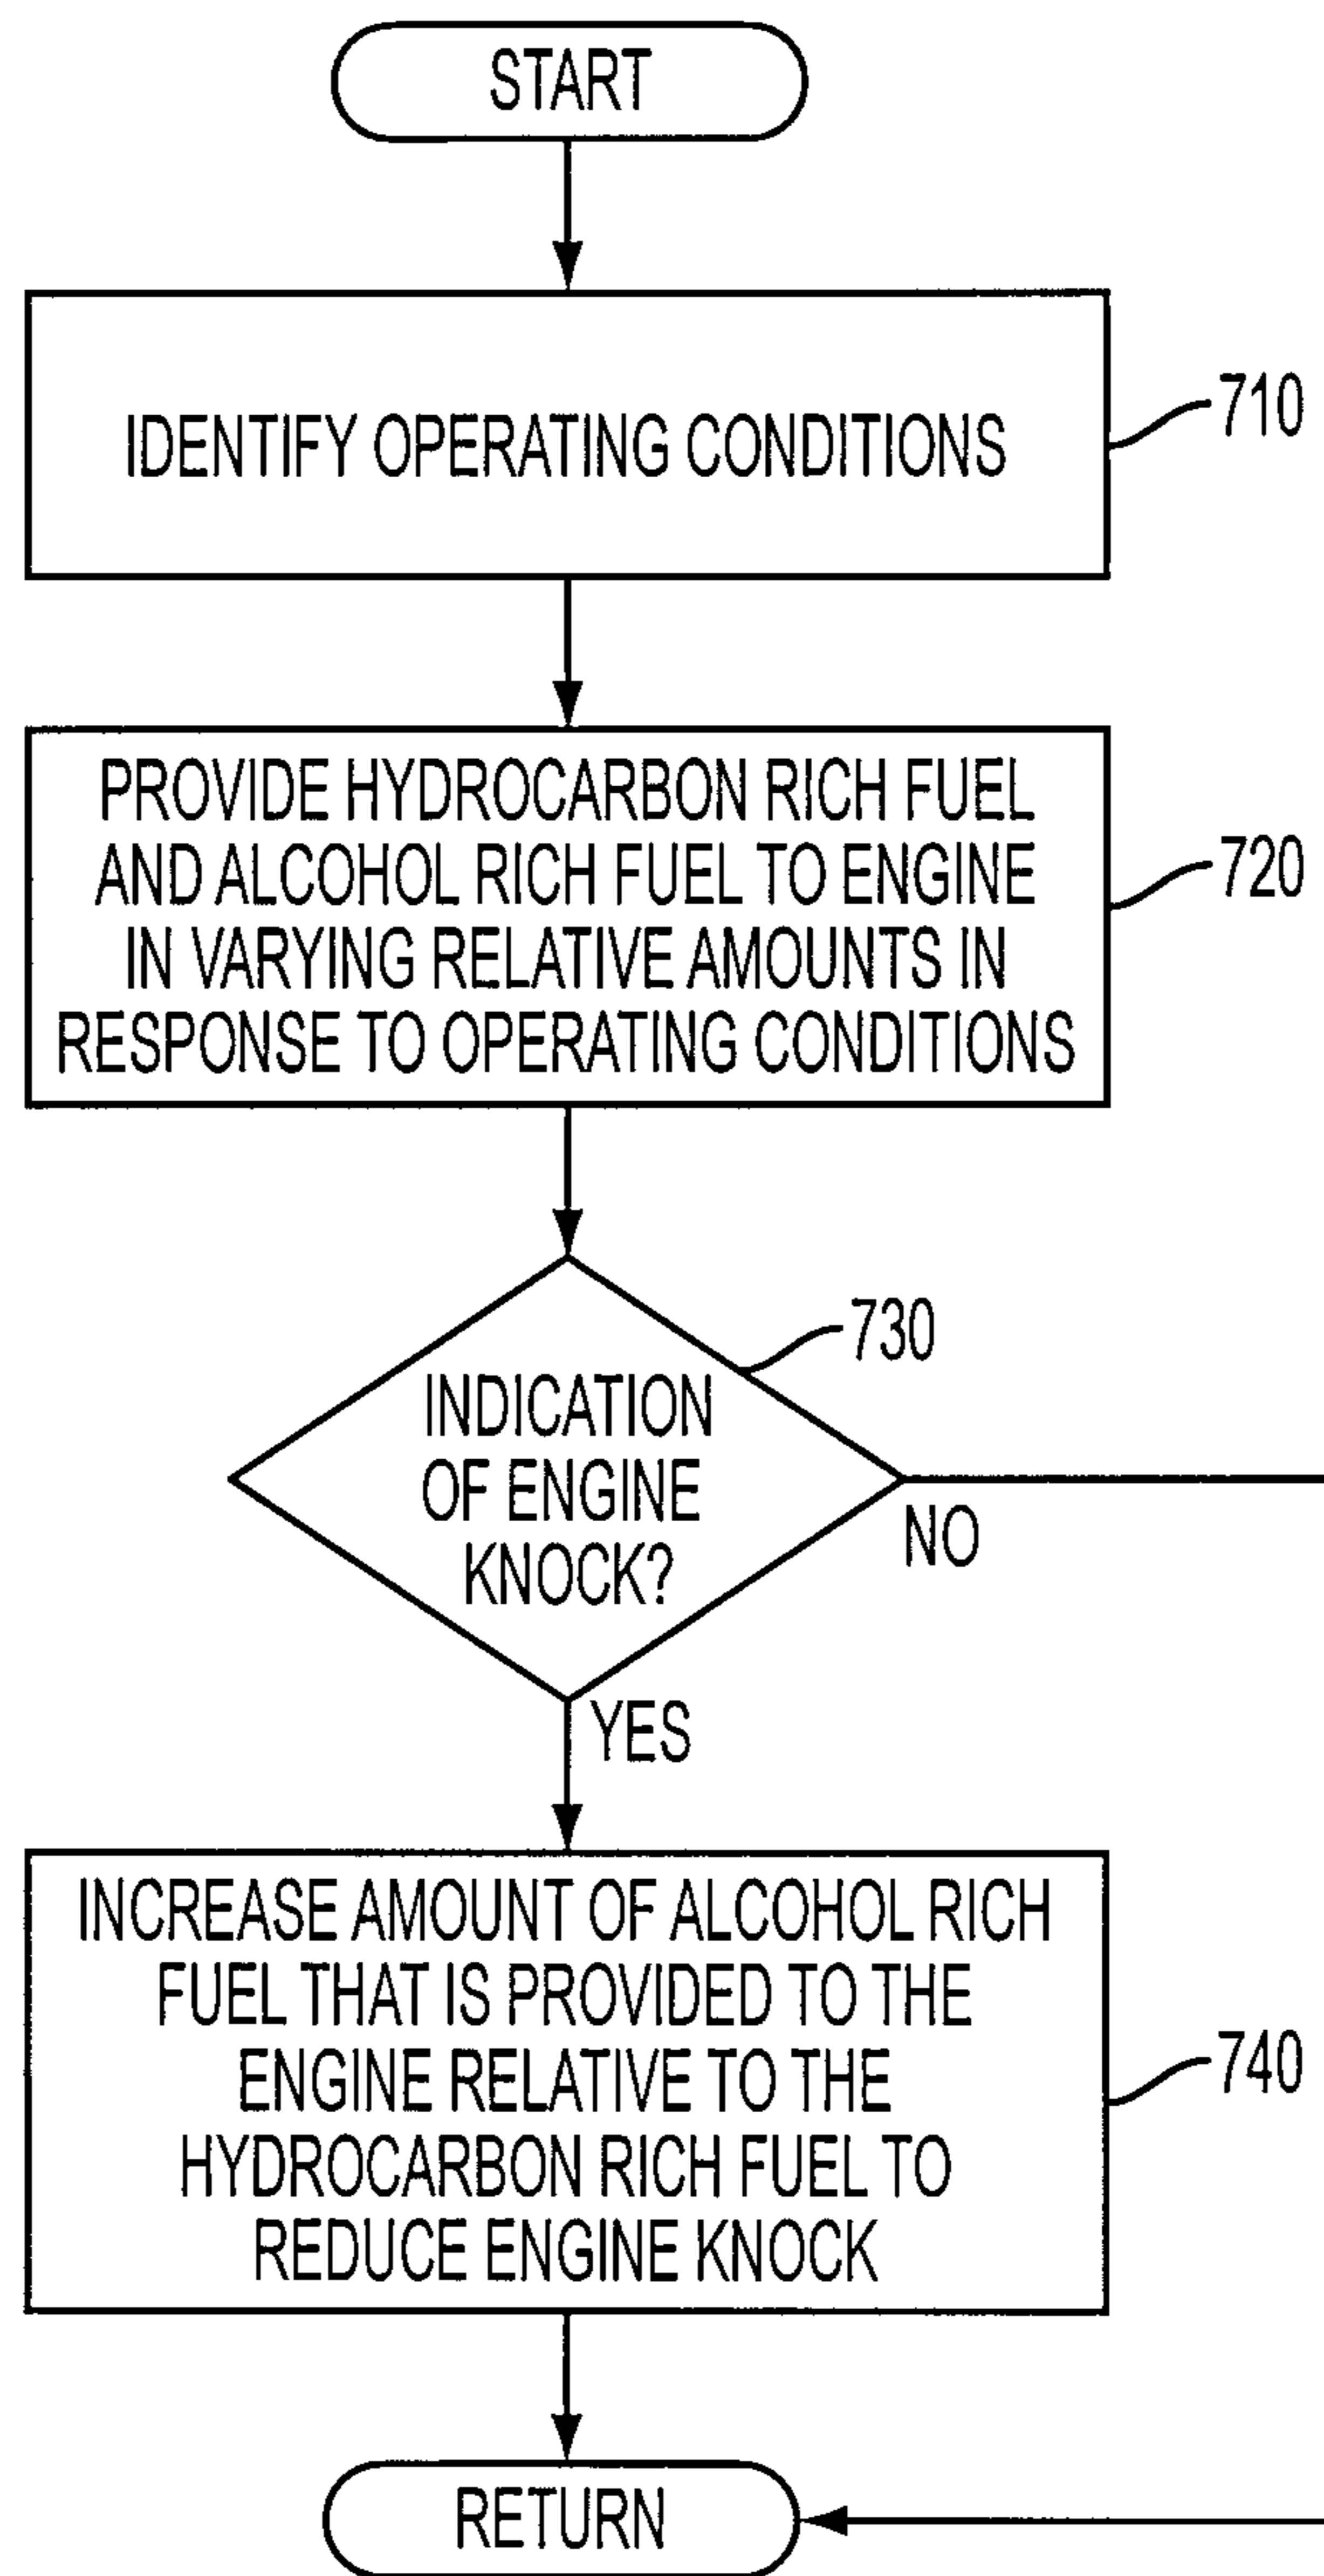 START
IDENTIFY OPERATING CONDITIONS
710
PROVIDE HYDROCARBON RICH FUEL
AND ALCOHOL RICH FUEL TO ENGINE
IN VARYING RELATIVE AMOUNTS IN
RESPONSE TO OPERATING CONDITIONS
720
730
INDICATION
OF ENGINE
KNOCK?
NO
YES
INCREASE AMOUNT OF ALCOHOL RICH
FUEL THAT IS PROVIDED TO THE
ENGINE RELATIVE TO THE
HYDROCARBON RICH FUEL TO
REDUCE ENGINE KNOCK
740
RETURN